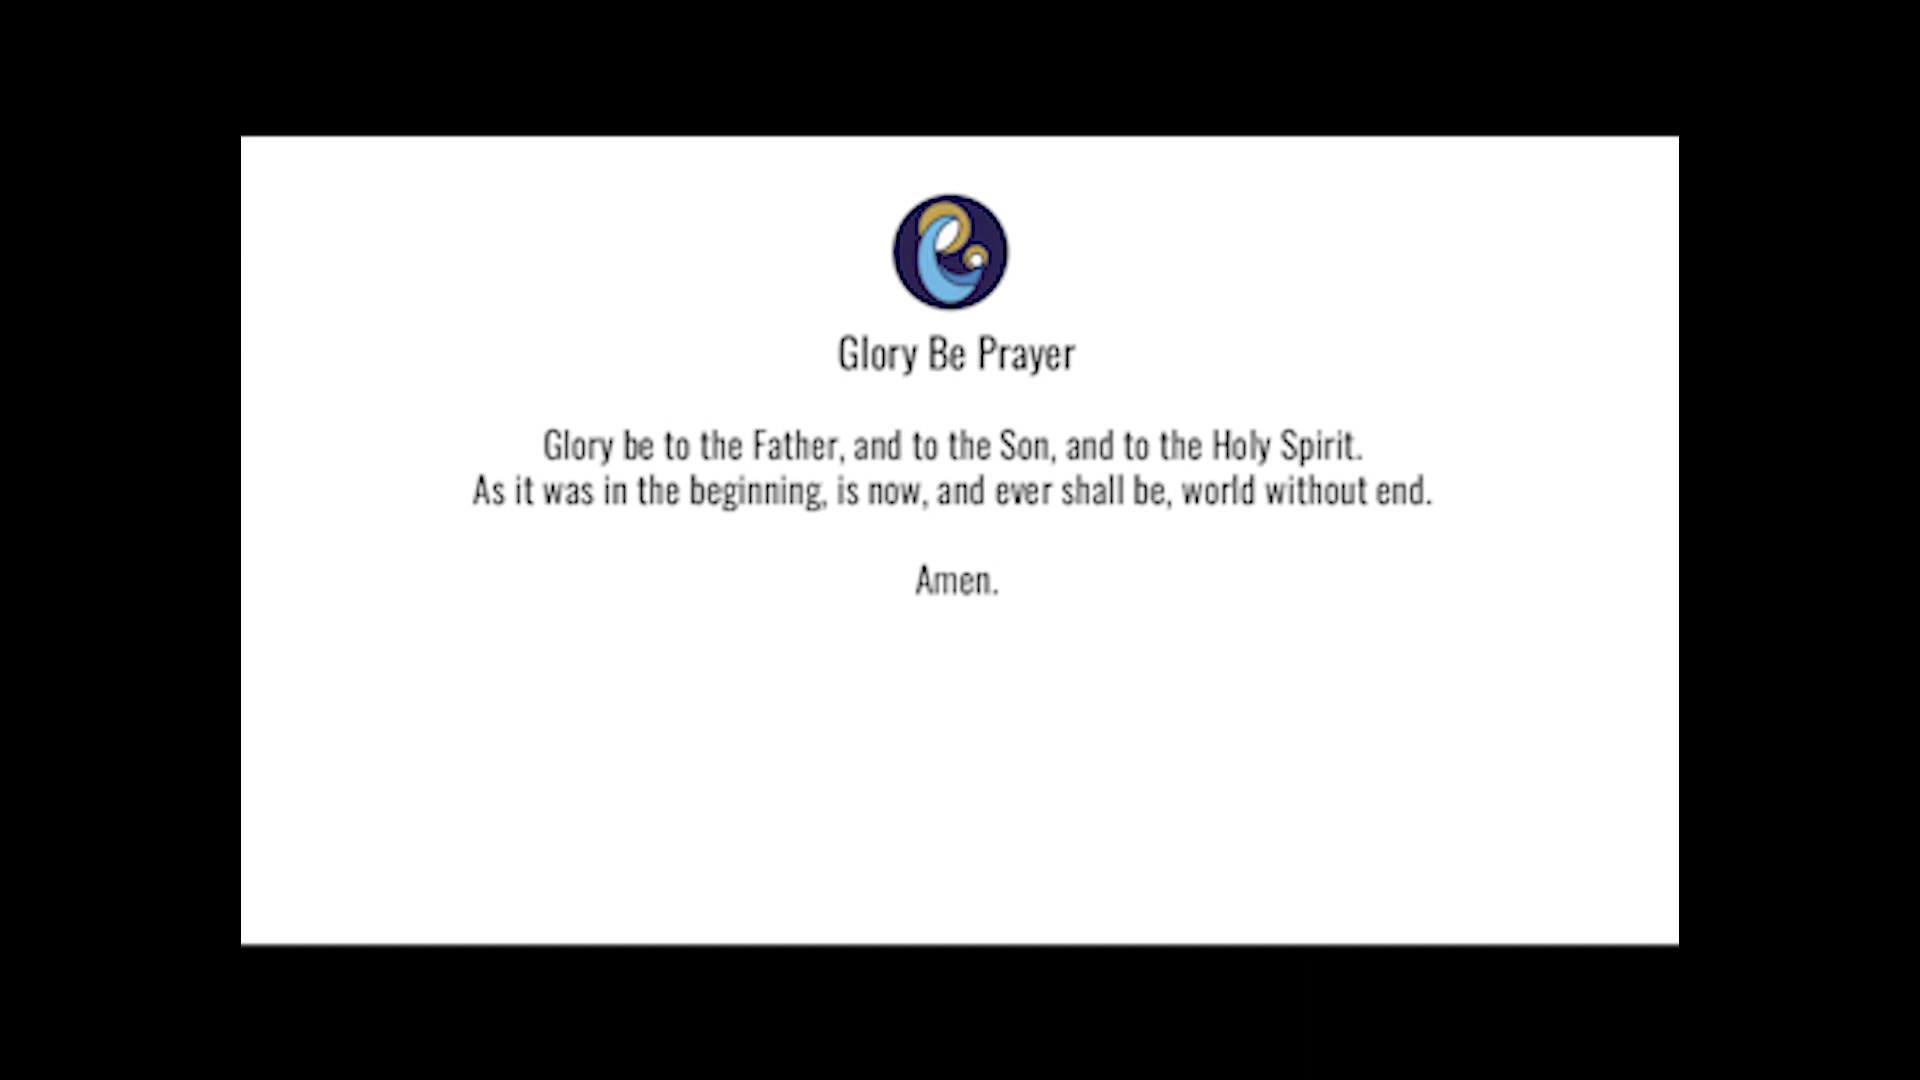 Glory Be Prayer
Glory be to the Father, and to the Son, and to the Holy Spirit.
As it was in the beginning, is now, and ever shall be, world without end.
Amen.